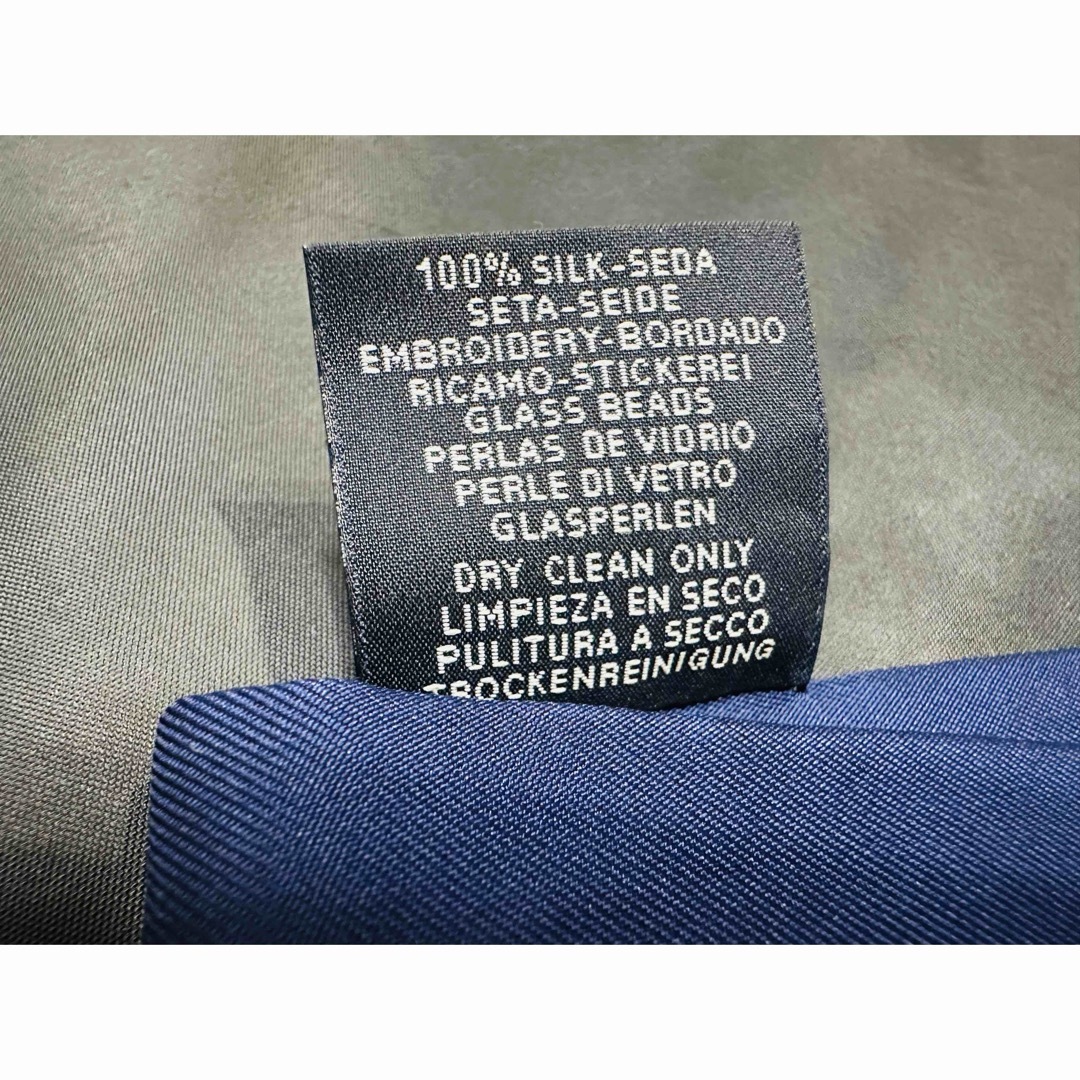 100% SILK-SEDA
SETA-SEIDE
EMBROIDERY-BORDADO
RICAMO-STICKEREI
GLASS BEADS
PERLAS DE VIDRIO
PERLE DI VETRO
GLASPERLEN
DRY CLEAN ONLY
LIMPIEZA EN SECO
PULITURA A SECCO
TROCKENREINIGUNG